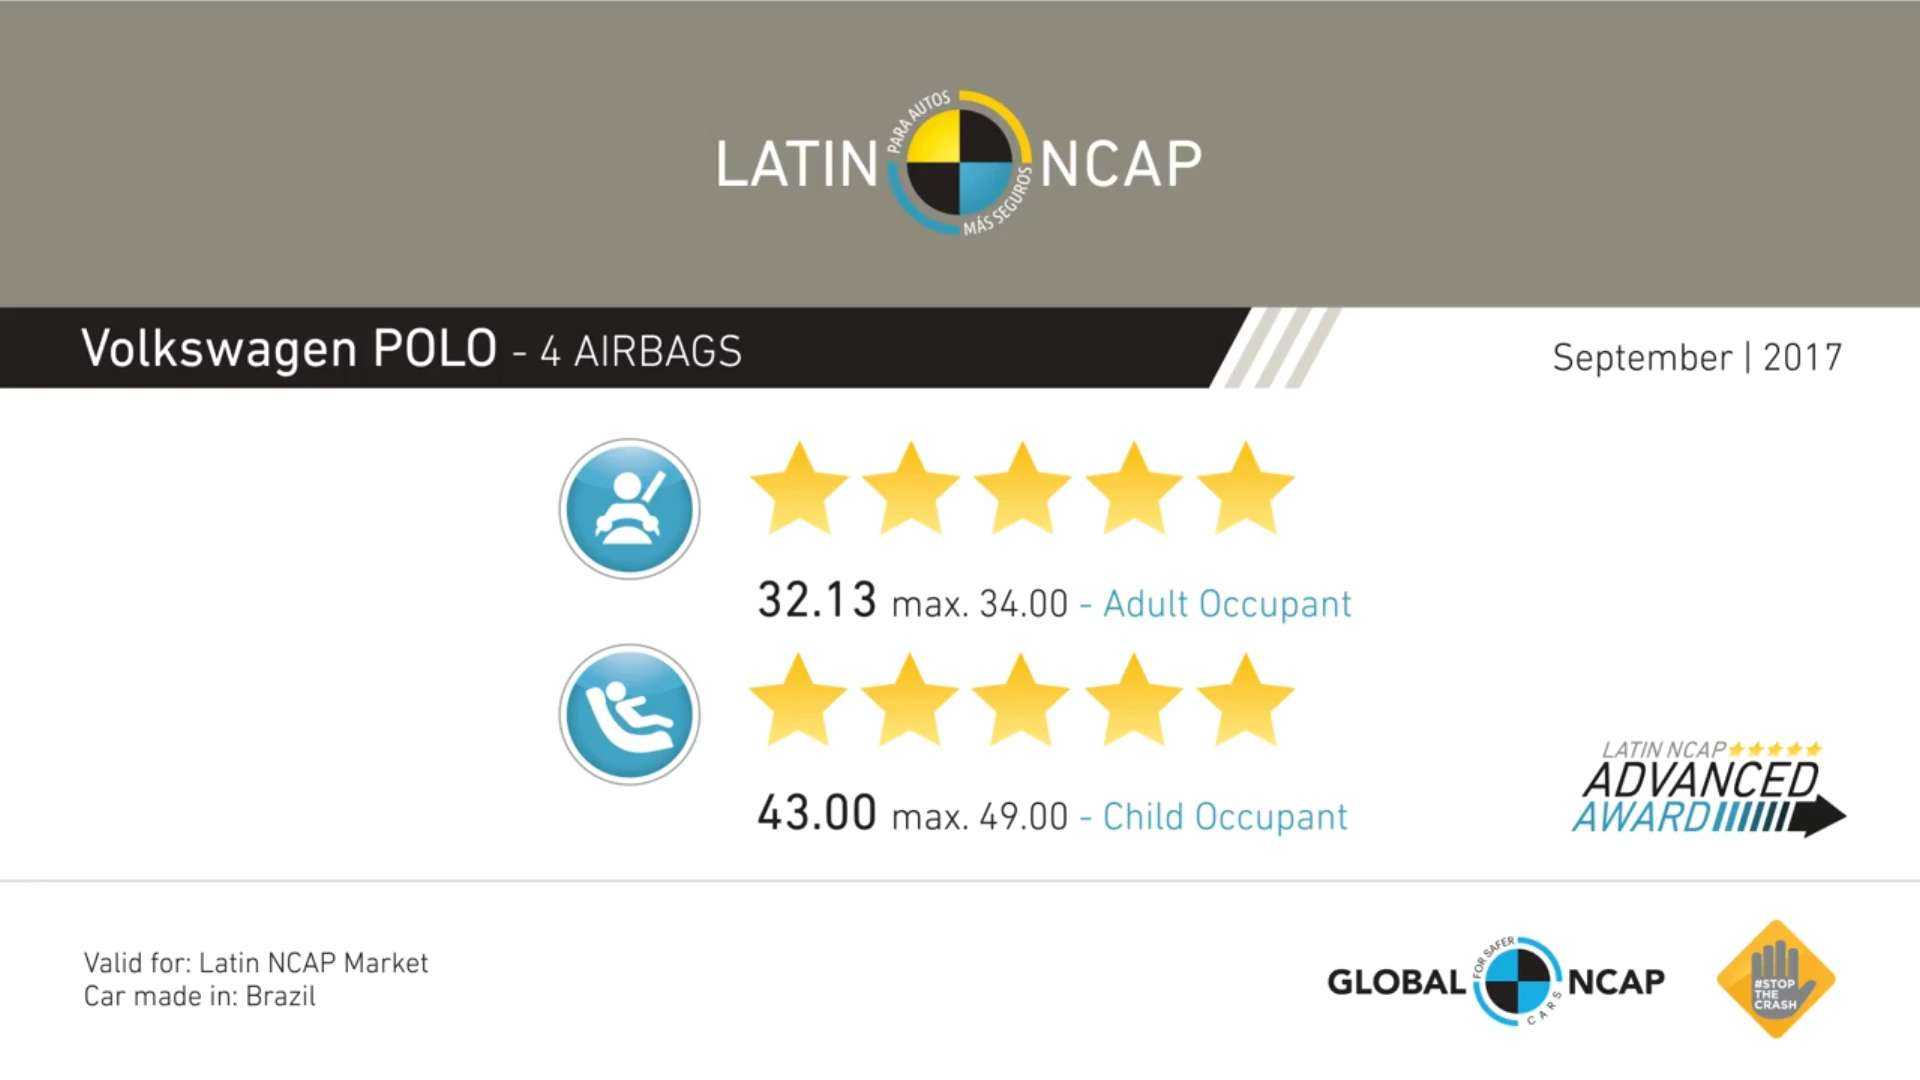 LATIN NCAP
PARA AUTOS
MÁS SEGUROS
Volkswagen POLO - 4 AIRBAGS
September | 2017
32.13 max. 34.00 - Adult Occupant
43.00 max. 49.00 - Child Occupant
LATIN NCAP
ADVANCED
AWARD
Valid for: Latin NCAP Market
Car made in: Brazil
GLOBAL NCAP
FOR SAFER
CARS
#STOP
THE
CRASH